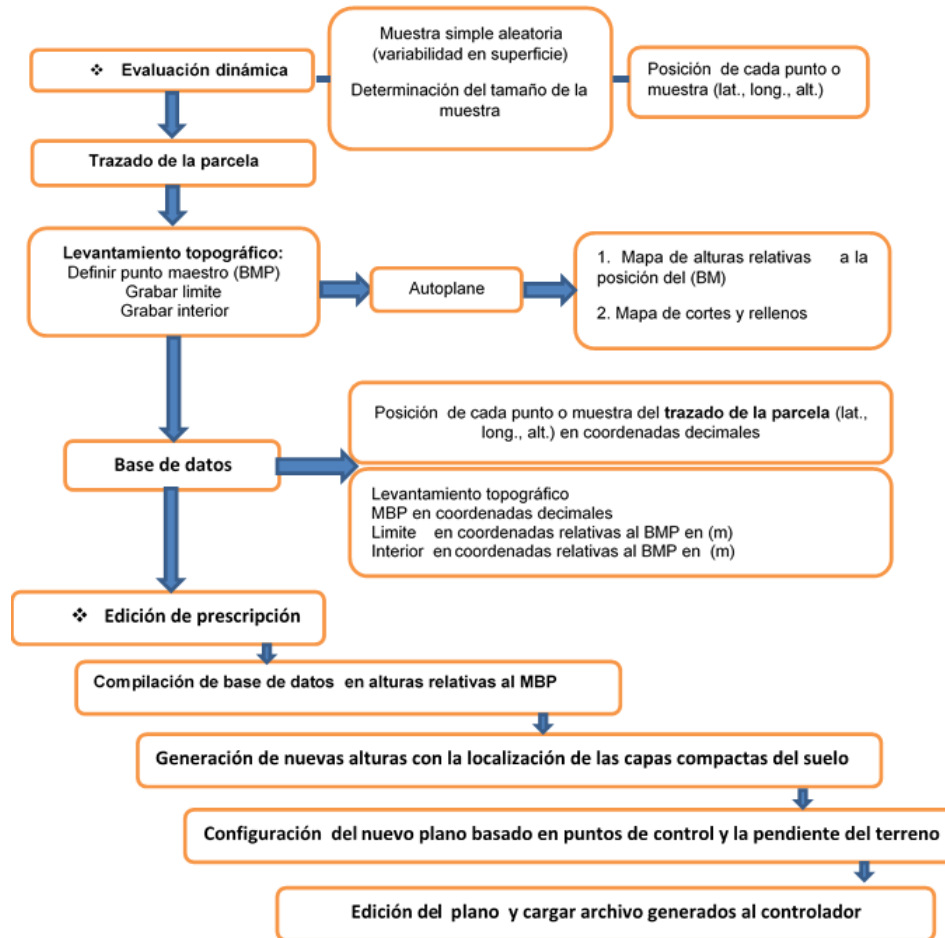 ❖ Evaluación dinámica
Muestra simple aleatoria
(variabilidad en superficie)
Determinación del tamaño de la
muestra
Posición de cada punto o
muestra (lat., long., alt.)
Trazado de la parcela
Levantamiento topográfico:
Definir punto maestro (BMP)
Grabar limite
Grabar interior
Autoplane
1. Mapa de alturas relativas a la
posición del (BM)
2. Mapa de cortes y rellenos
Posición de cada punto o muestra del trazado de la parcela (lat.,
long., alt.) en coordenadas decimales
Base de datos
Levantamiento topográfico
MBP en coordenadas decimales
Limite en coordenadas relativas al BMP en (m)
Interior en coordenadas relativas al BMP en (m)
❖ Edición de prescripción
Compilación de base de datos en alturas relativas al MBP
Generación de nuevas alturas con la localización de las capas compactas del suelo
Configuración del nuevo plano basado en puntos de control y la pendiente del terreno
Edición del plano y cargar archivo generados al controlador